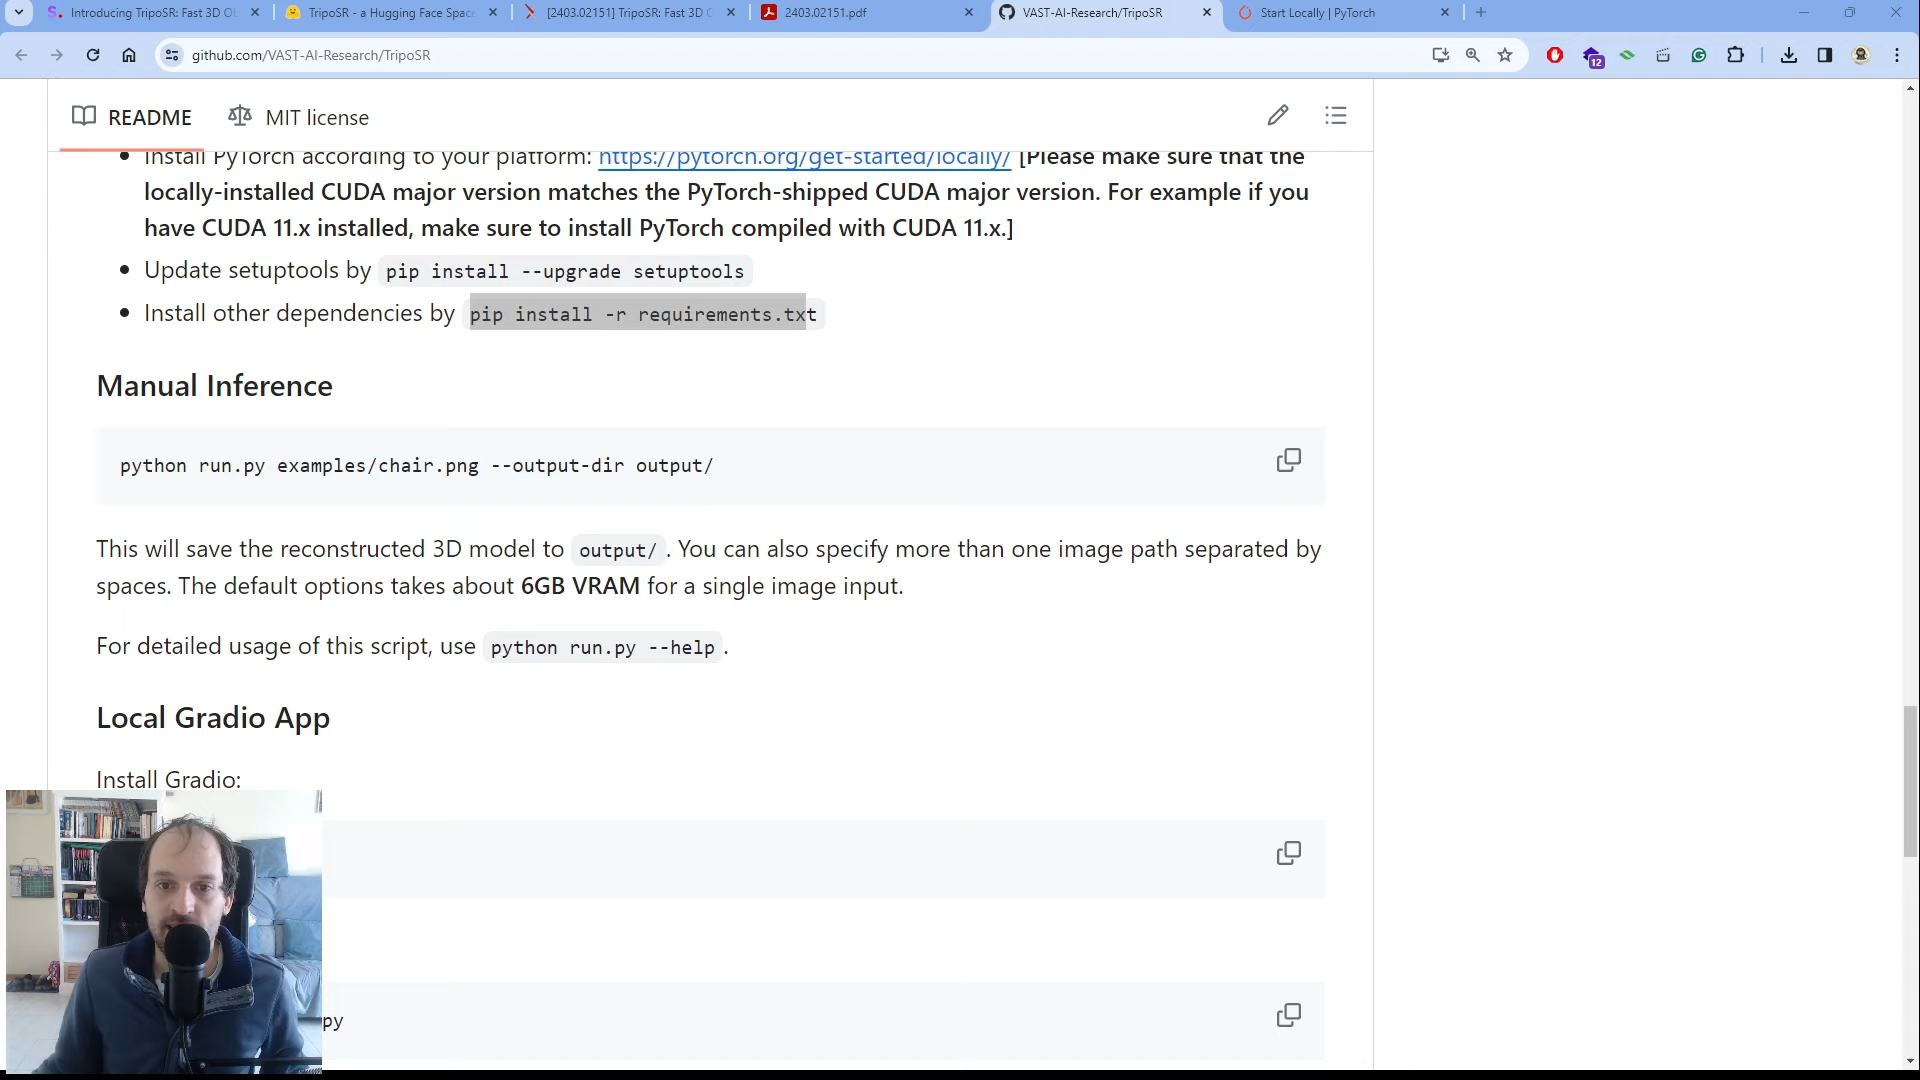 Introducing TripoSR: Fast 3D Ob
TripoSR - a Hugging Face Space
[2403.02151] TripoSR: Fast 3D O
2403.02151.pdf
VAST-AI-Research/TripoSR
Start Locally | PyTorch
github.com/VAST-AI-Research/TripoSR
12
README
MIT license
Install PyTorch according to your platform: https://pytorch.org/get-started/locally/ [Please make sure that the
locally-installed CUDA major version matches the PyTorch-shipped CUDA major version. For example if you
have CUDA 11.x installed, make sure to install PyTorch compiled with CUDA 11.x.]
Update setuptools by pip install --upgrade setuptools
Install other dependencies by pip install -r requirements.txt
Manual Inference
python run.py examples/chair.png --output-dir output/
This will save the reconstructed 3D model to output/. You can also specify more than one image path separated by
spaces. The default options takes about 6GB VRAM for a single image input.
For detailed usage of this script, use python run.py --help.
Local Gradio App
Install Gradio:
py